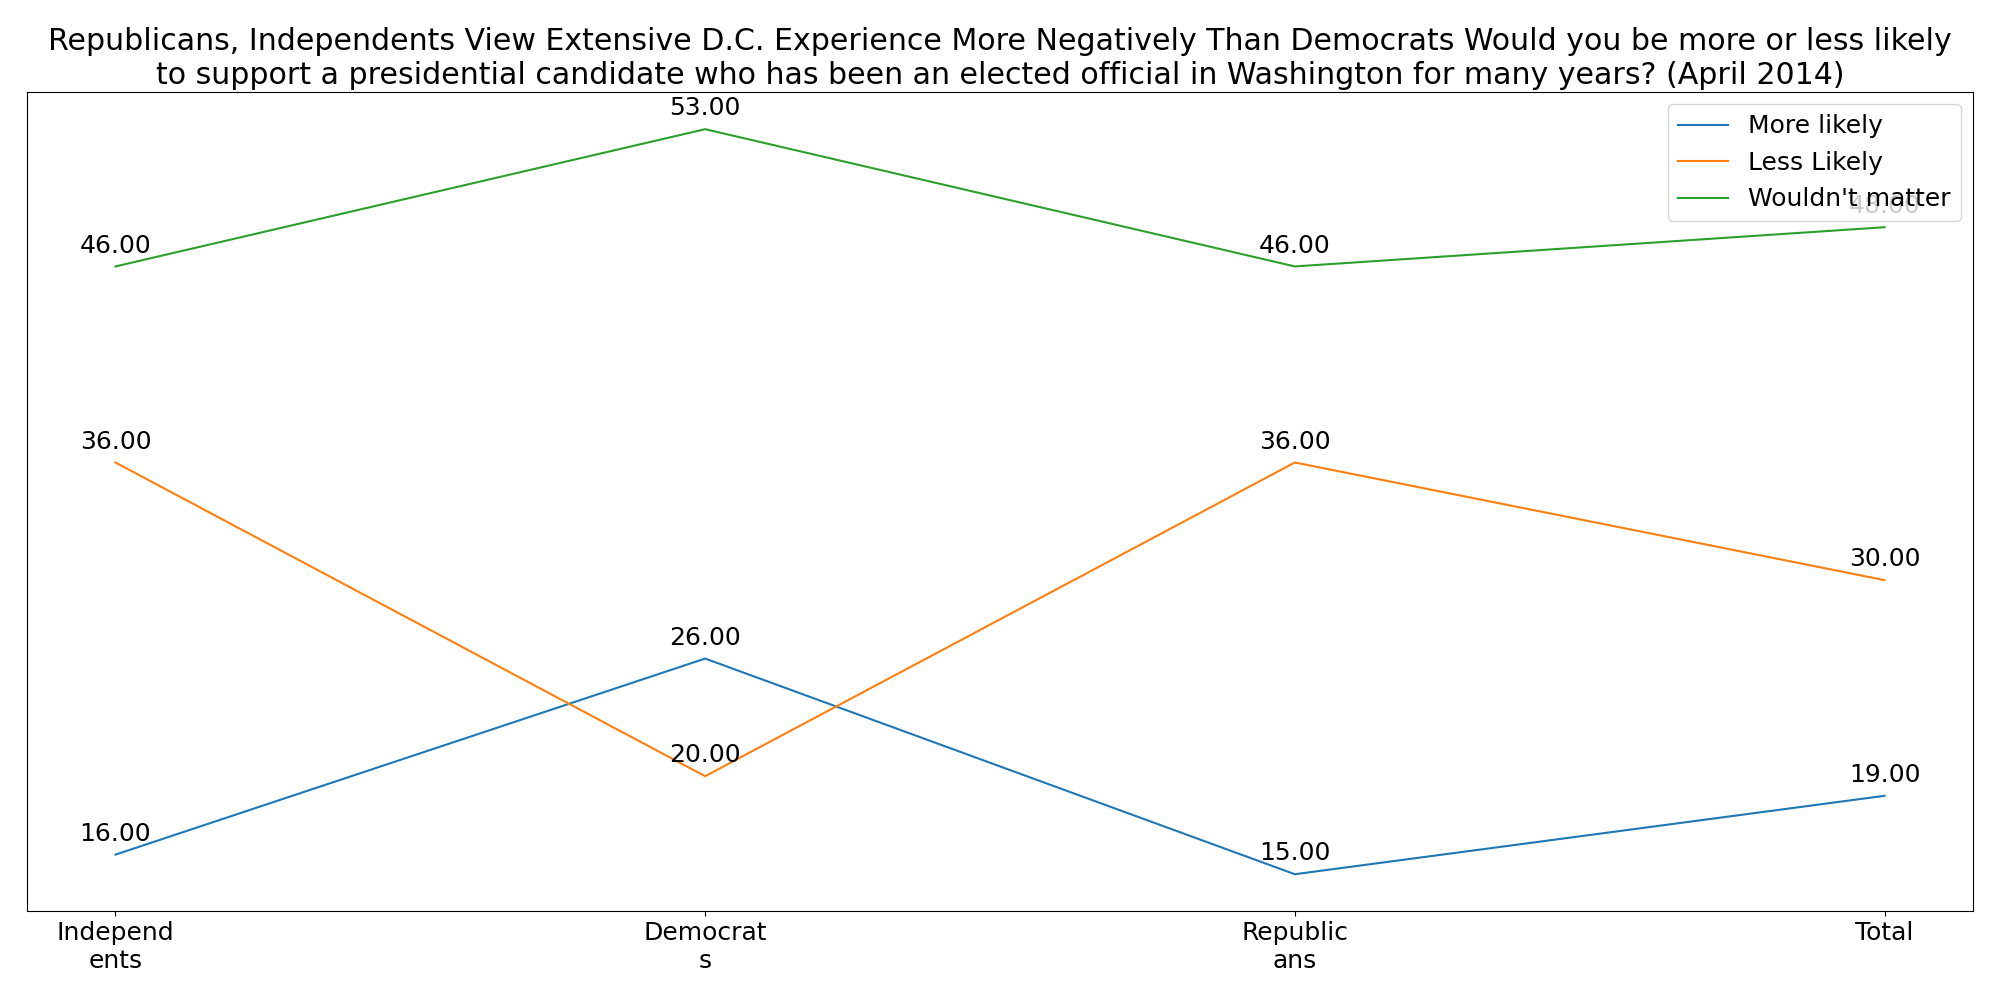 Republicans, Independents View Extensive D.C. Experience More Negatively Than Democrats Would you be more or less likely
to support a presidential candidate who has been an elected official in Washington for many years? (April 2014)
53.00
More likely
Less Likely
Wouldn't matter
48.00
46.00
46.00
36.00
36.00
30.00
26.00
20.00
19.00
16.00
15.00
Independ
ents
Democrat
s
Republic
ans
Total